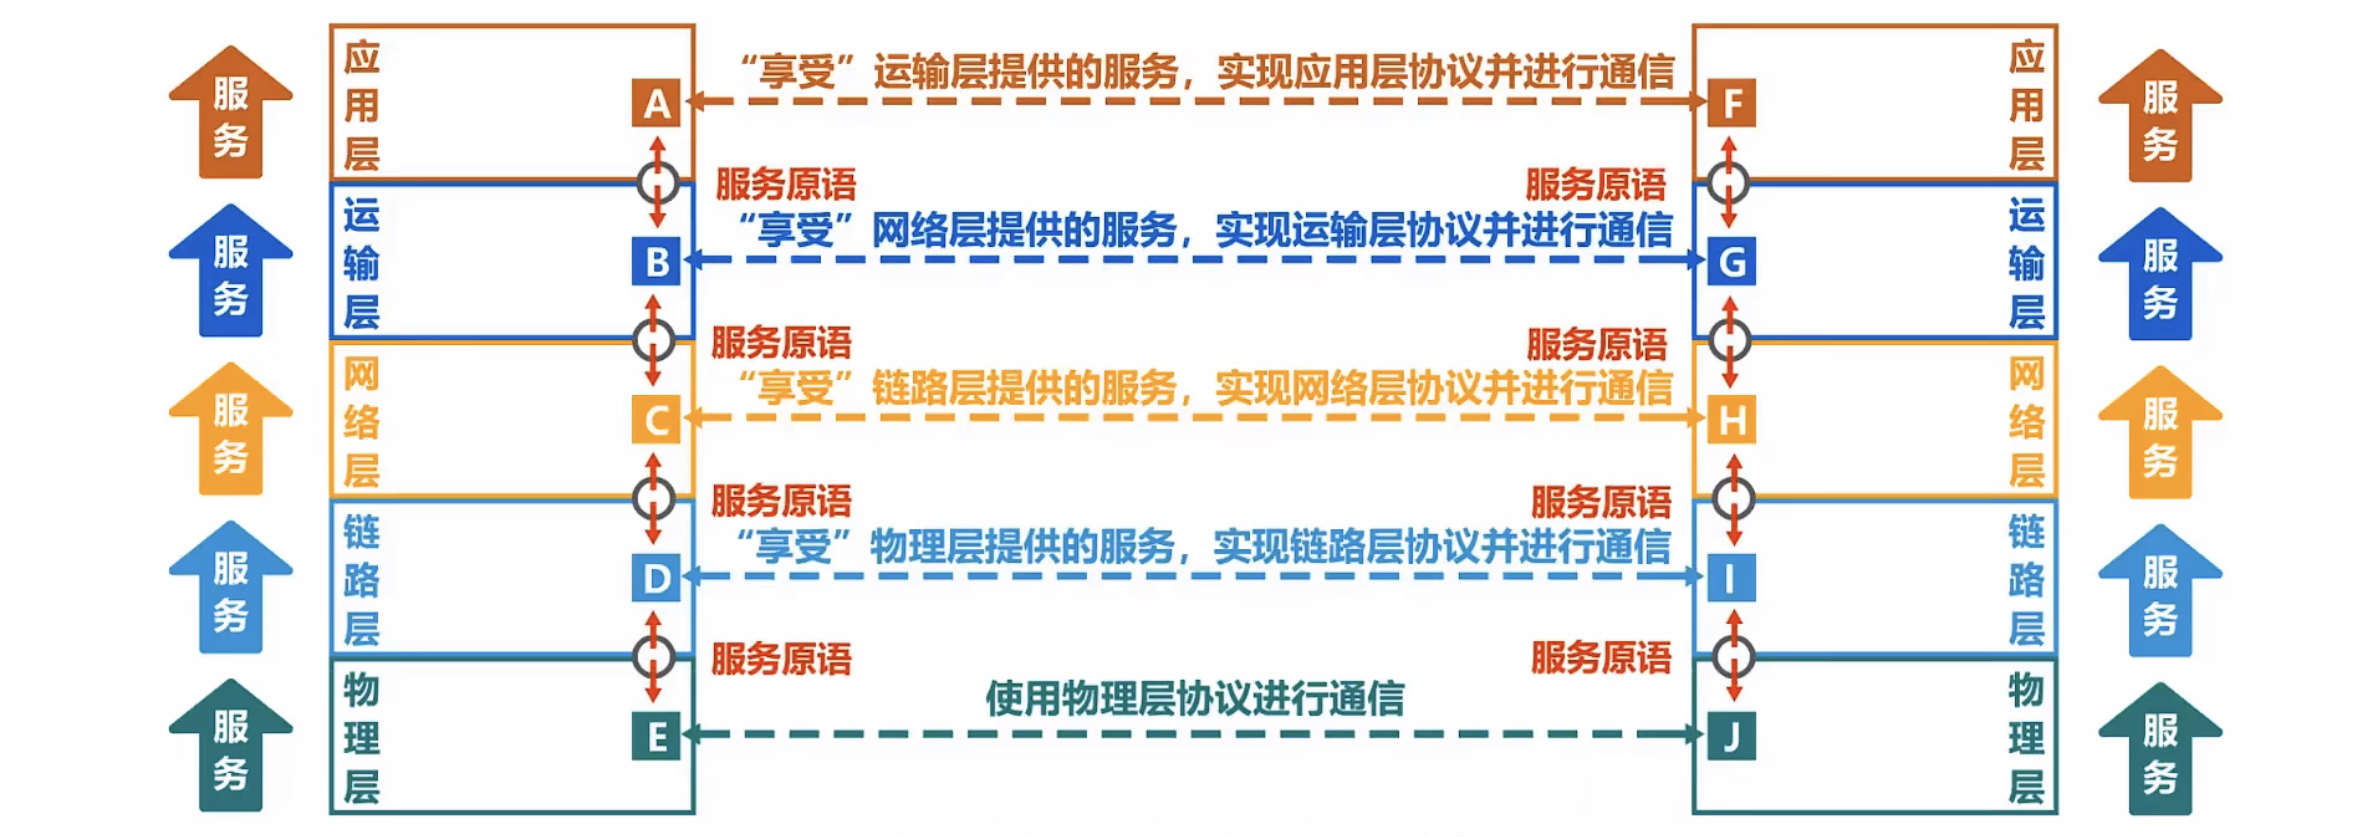 服务
应用层
A
“享受”运输层提供的服务，实现应用层协议并进行通信
F
应用层
服务
服务原语
服务原语
服务
运输层
B
“享受”网络层提供的服务，实现运输层协议并进行通信
G
运输层
服务
服务原语
服务原语
服务
网络层
C
“享受”链路层提供的服务，实现网络层协议并进行通信
H
网络层
服务
服务原语
服务原语
服务
链路层
D
“享受”物理层提供的服务，实现链路层协议并进行通信
I
链路层
服务
服务原语
服务原语
服务
物理层
E
使用物理层协议进行通信
J
物理层
服务